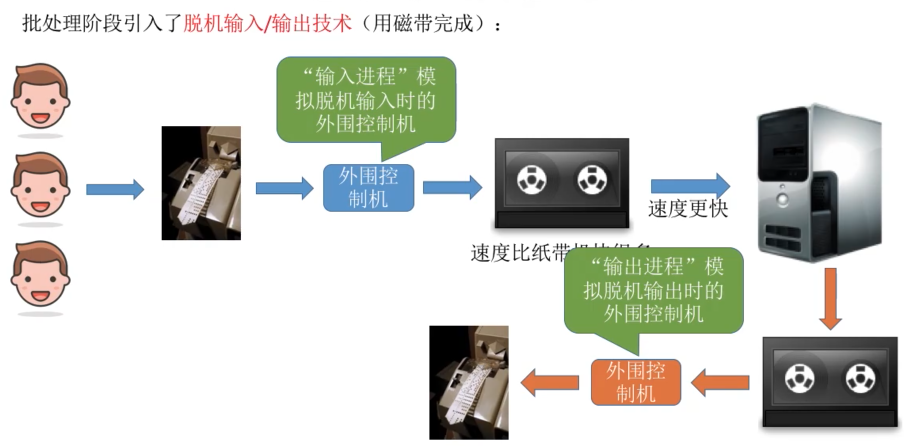 批处理阶段引入了脱机输入/输出技术（用磁带完成）：
“输入进程”模
拟脱机输入时的
外围控制机
外围控
制机
速度更快
速度比纸带机
“输出进程”模
拟脱机输出时的
外围控制机
外围控
制机